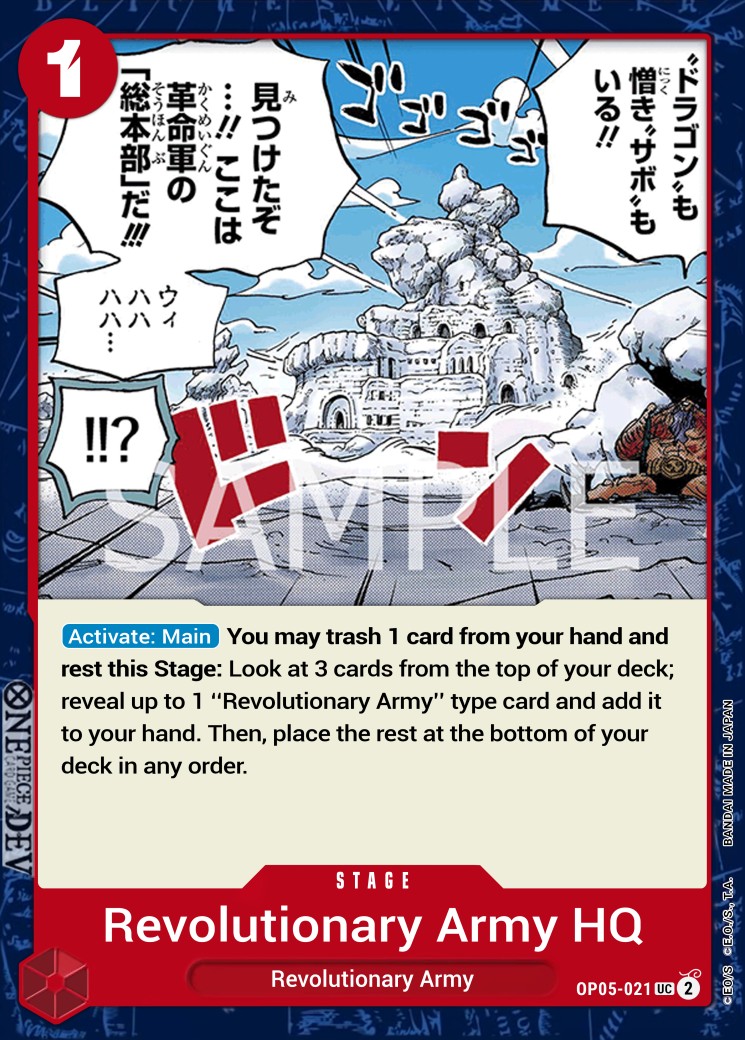 1
“ドラゴン”も
憎き“サボ”も
いる!!
ゴゴゴゴ
見つけたぞ
…!! ここは
革命軍の
「総本部」だ!!!
ウィ
ハハハ
ハハ…
!!?
ドン
SAMPLE
Activate: Main You may trash 1 card from your hand and
rest this Stage: Look at 3 cards from the top of your deck;
reveal up to 1 “Revolutionary Army” type card and add it
to your hand. Then, place the rest at the bottom of your
deck in any order.
STAGE
Revolutionary Army HQ
Revolutionary Army
OP05-021 UC 2
ONE PIECE
CARD GAME
DEV
©EO/S ©E.O./S., T.A. BANDAI MADE IN JAPAN